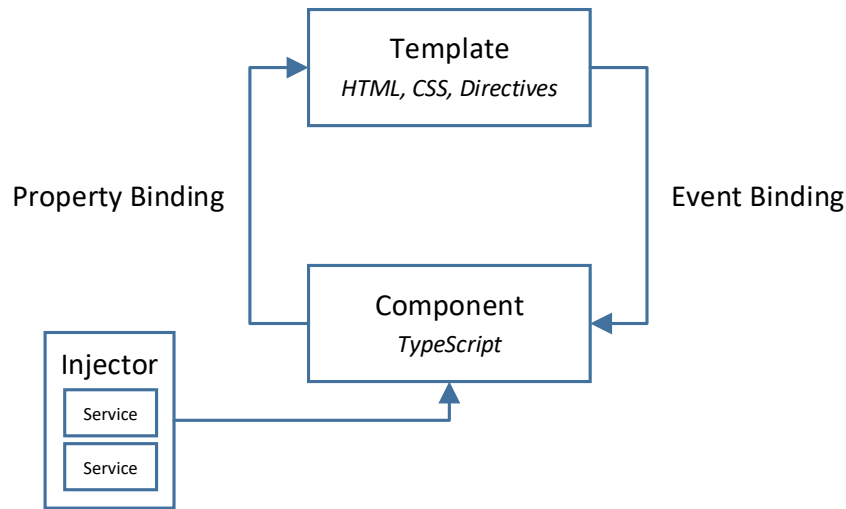 Template
HTML, CSS, Directives
Property Binding
Event Binding
Component
TypeScript
Injector
Service
Service